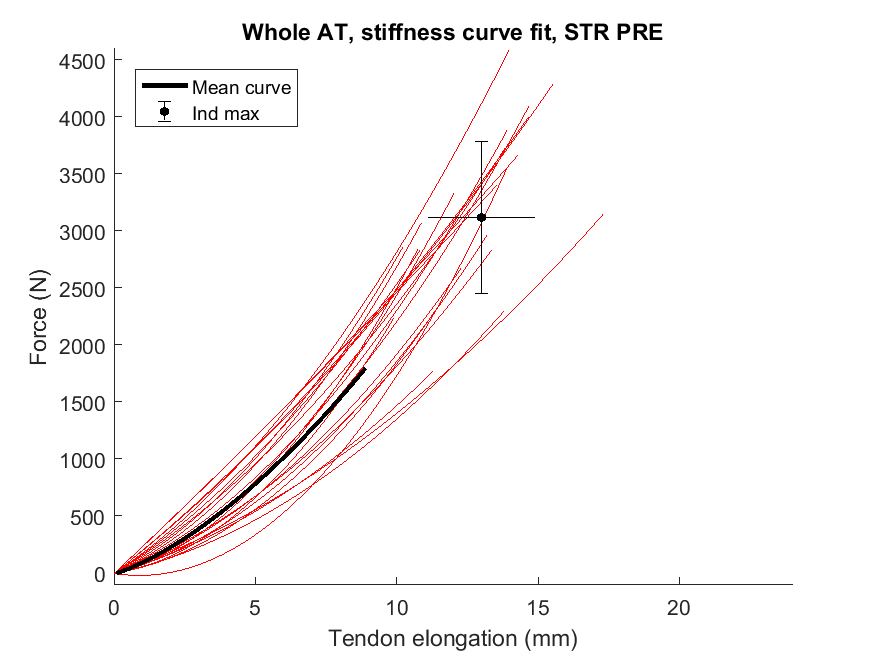 Whole AT, stiffness curve fit, STR PRE
Mean curve
Ind max
4500
4000
3500
3000
2500
2000
1500
1000
500
0
Force (N)
0 5 10 15 20
Tendon elongation (mm)